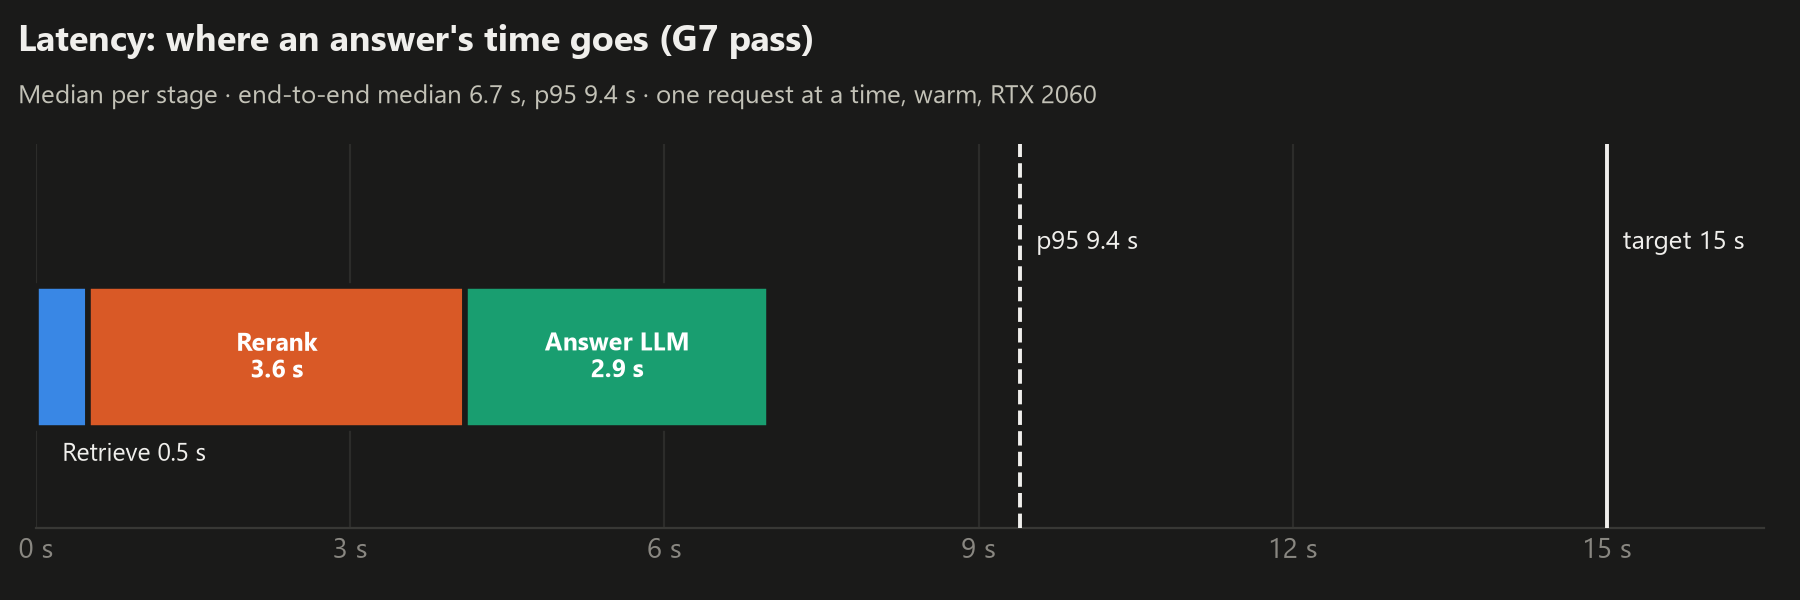 Latency: where an answer's time goes (G7 pass)
Median per stage · end-to-end median 6.7 s, p95 9.4 s · one request at a time, warm, RTX 2060
p95 9.4 s
target 15 s
Rerank
3.6 s
Answer LLM
2.9 s
Retrieve 0.5 s
0 s
3 s
6 s
9 s
12 s
15 s